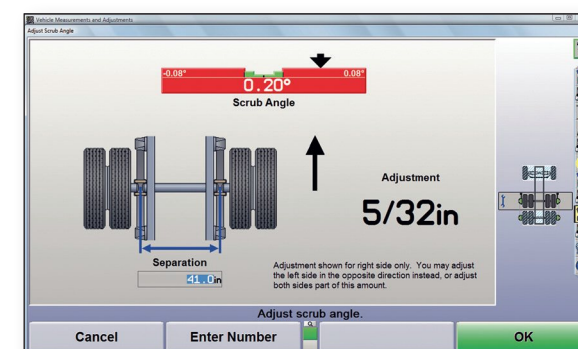 Vehicle Measurements and Adjustments
Adjust Scrub Angle
-0.08° 0.08°
0.20°
Scrub Angle
Adjustment
5/32in
Separation
41.0in
Adjustment shown for right side only. You may adjust
the left side in the opposite direction instead, or adjust
both sides part of this amount.
Adjust scrub angle.
Cancel Enter Number OK